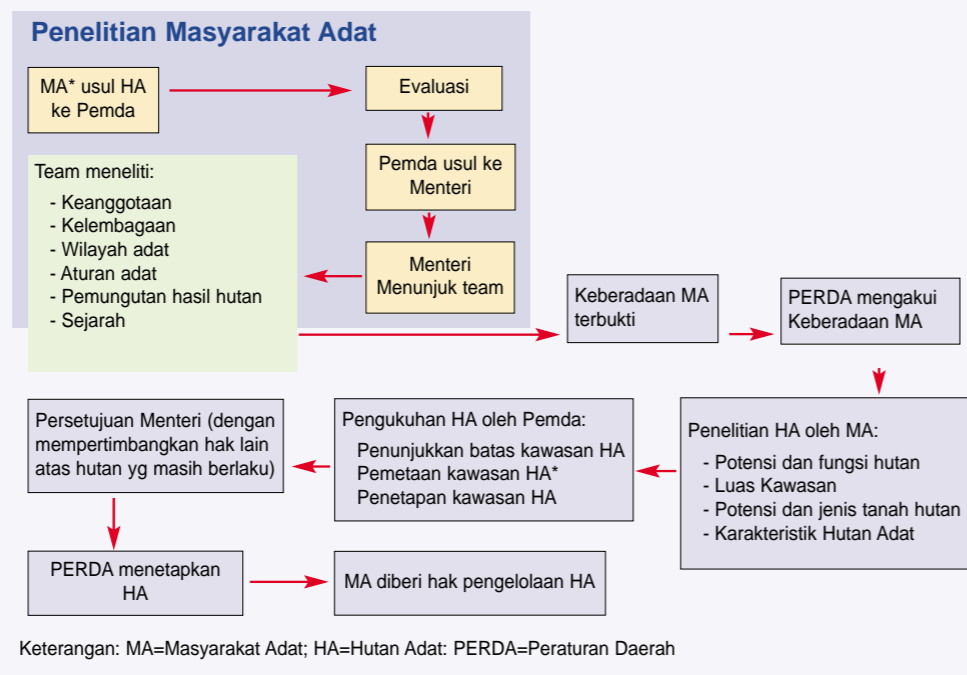 Penelitian Masyarakat Adat
MA* usul HA
ke Pemda
Evaluasi
Pemda usul ke
Menteri
Menteri
Menunjuk team
Team meneliti:
- Keanggotaan
- Kelembagaan
- Wilayah adat
- Aturan adat
- Pemungutan hasil hutan
- Sejarah
Keberadaan MA
terbukti
PERDA mengakui
Keberadaan MA
Penelitian HA oleh MA:
- Potensi dan fungsi hutan
- Luas Kawasan
- Potensi dan jenis tanah hutan
- Karakteristik Hutan Adat
Pengukuhan HA oleh Pemda:
Penunjukkan batas kawasan HA
Pemetaan kawasan HA*
Penetapan kawasan HA
Persetujuan Menteri (dengan
mempertimbangkan hak lain
atas hutan yg masih berlaku)
PERDA menetapkan
HA
MA diberi hak pengelolaan HA
Keterangan: MA=Masyarakat Adat; HA=Hutan Adat: PERDA=Peraturan Daerah